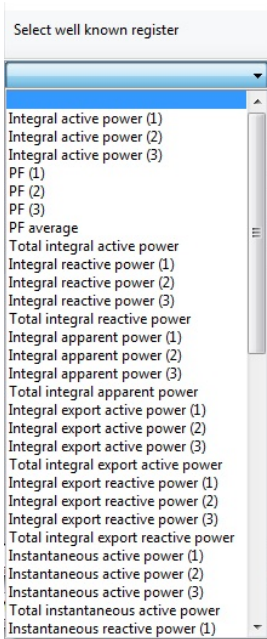 Select well known register
Integral active power (1)
Integral active power (2)
Integral active power (3)
PF (1)
PF (2)
PF (3)
PF average
Total integral active power
Integral reactive power (1)
Integral reactive power (2)
Integral reactive power (3)
Total integral reactive power
Integral apparent power (1)
Integral apparent power (2)
Integral apparent power (3)
Total integral apparent power
Integral export active power (1)
Integral export active power (2)
Integral export active power (3)
Total integral export active power
Integral export reactive power (1)
Integral export reactive power (2)
Integral export reactive power (3)
Total integral export reactive power
Instantaneous active power (1)
Instantaneous active power (2)
Instantaneous active power (3)
Total instantaneous active power
Instantaneous reactive power (1)